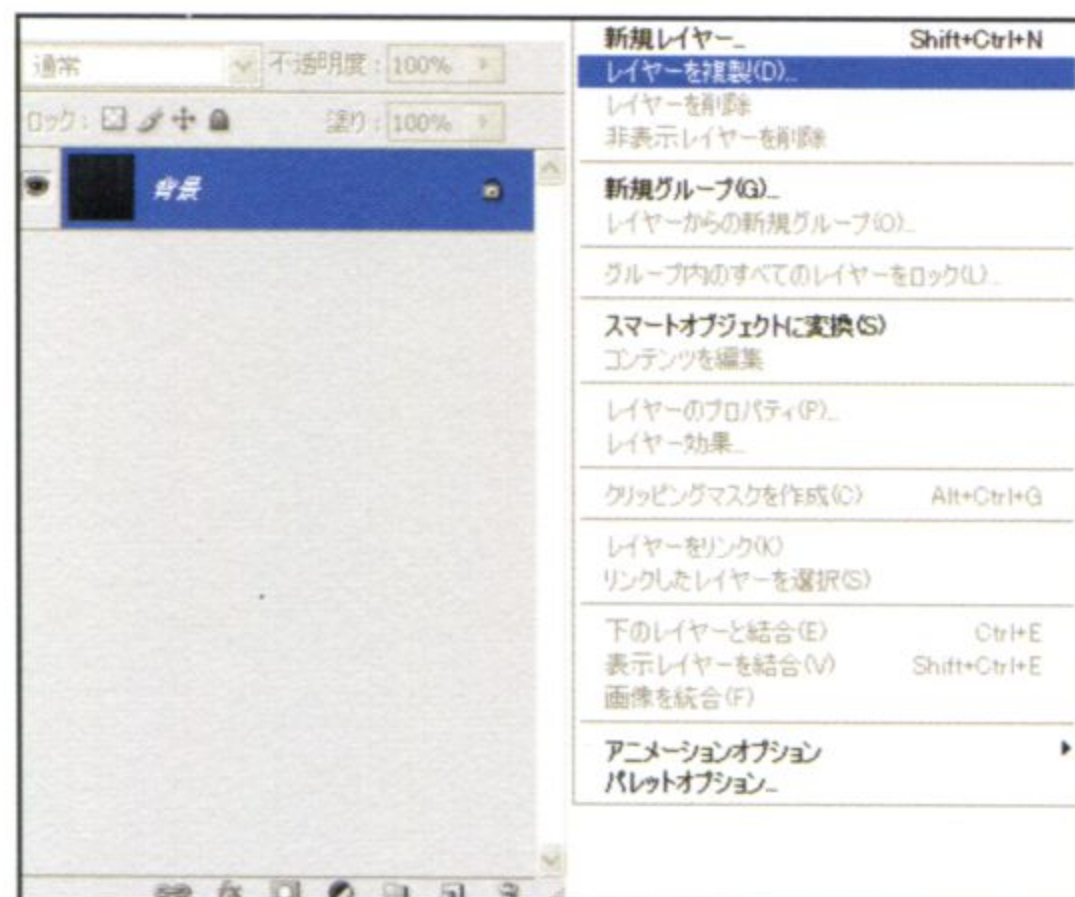 通常 不透明度：100%
ロック： 塗り：100%
背景
新規レイヤー... Shift+Ctrl+N
レイヤーを複製(D)...
レイヤーを削除
非表示レイヤーを削除
新規グループ(G)...
レイヤーからの新規グループ(O)...
グループ内のすべてのレイヤーをロック(L)...
スマートオブジェクトに変換(S)
コンテンツを編集
レイヤーのプロパティ(P)...
レイヤー効果...
クリッピングマスクを作成(C) Alt+Ctrl+G
レイヤーをリンク(K)
リンクしたレイヤーを選択(S)
下のレイヤーと結合(E) Ctrl+E
表示レイヤーを結合(V) Shift+Ctrl+E
画像を統合(F)
アニメーションオプション
パレットオプション...